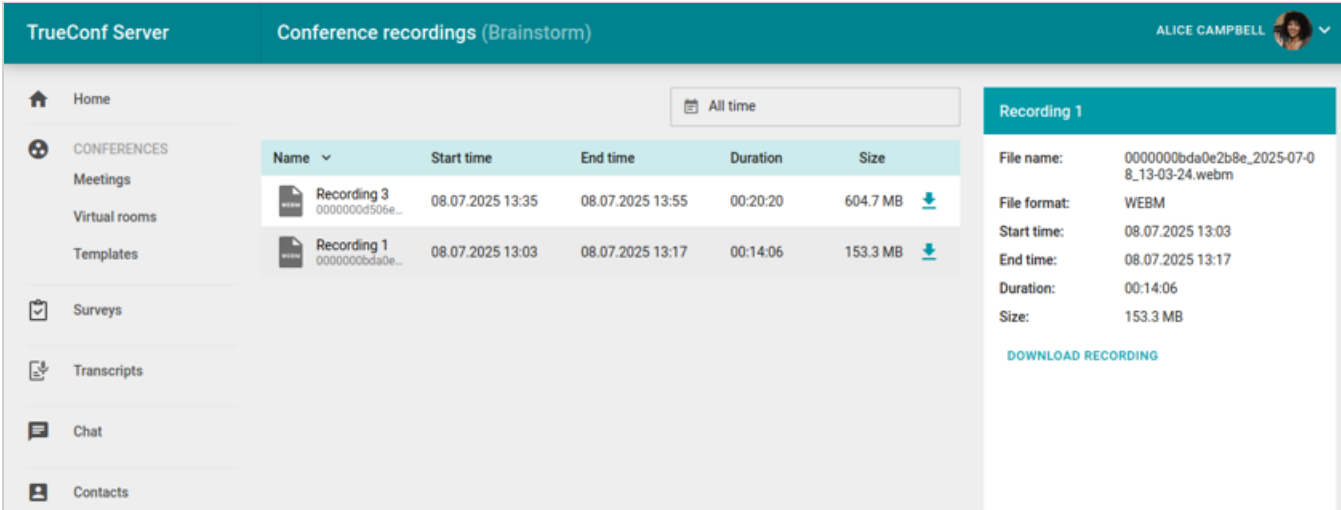 TrueConf Server
Conference recordings (Brainstorm)
ALICE CAMPBELL
Home
CONFERENCES
Meetings
Virtual rooms
Templates
Surveys
Transcripts
Chat
Contacts
All time
Name Start time End time Duration Size
WEBM Recording 3 08.07.2025 13:35 08.07.2025 13:55 00:20:20 604.7 MB
0000000d506e...
WEBM Recording 1 08.07.2025 13:03 08.07.2025 13:17 00:14:06 153.3 MB
0000000bda0e...
Recording 1
File name: 0000000bda0e2b8e_2025-07-0
8_13-03-24.webm
File format: WEBM
Start time: 08.07.2025 13:03
End time: 08.07.2025 13:17
Duration: 00:14:06
Size: 153.3 MB
DOWNLOAD RECORDING